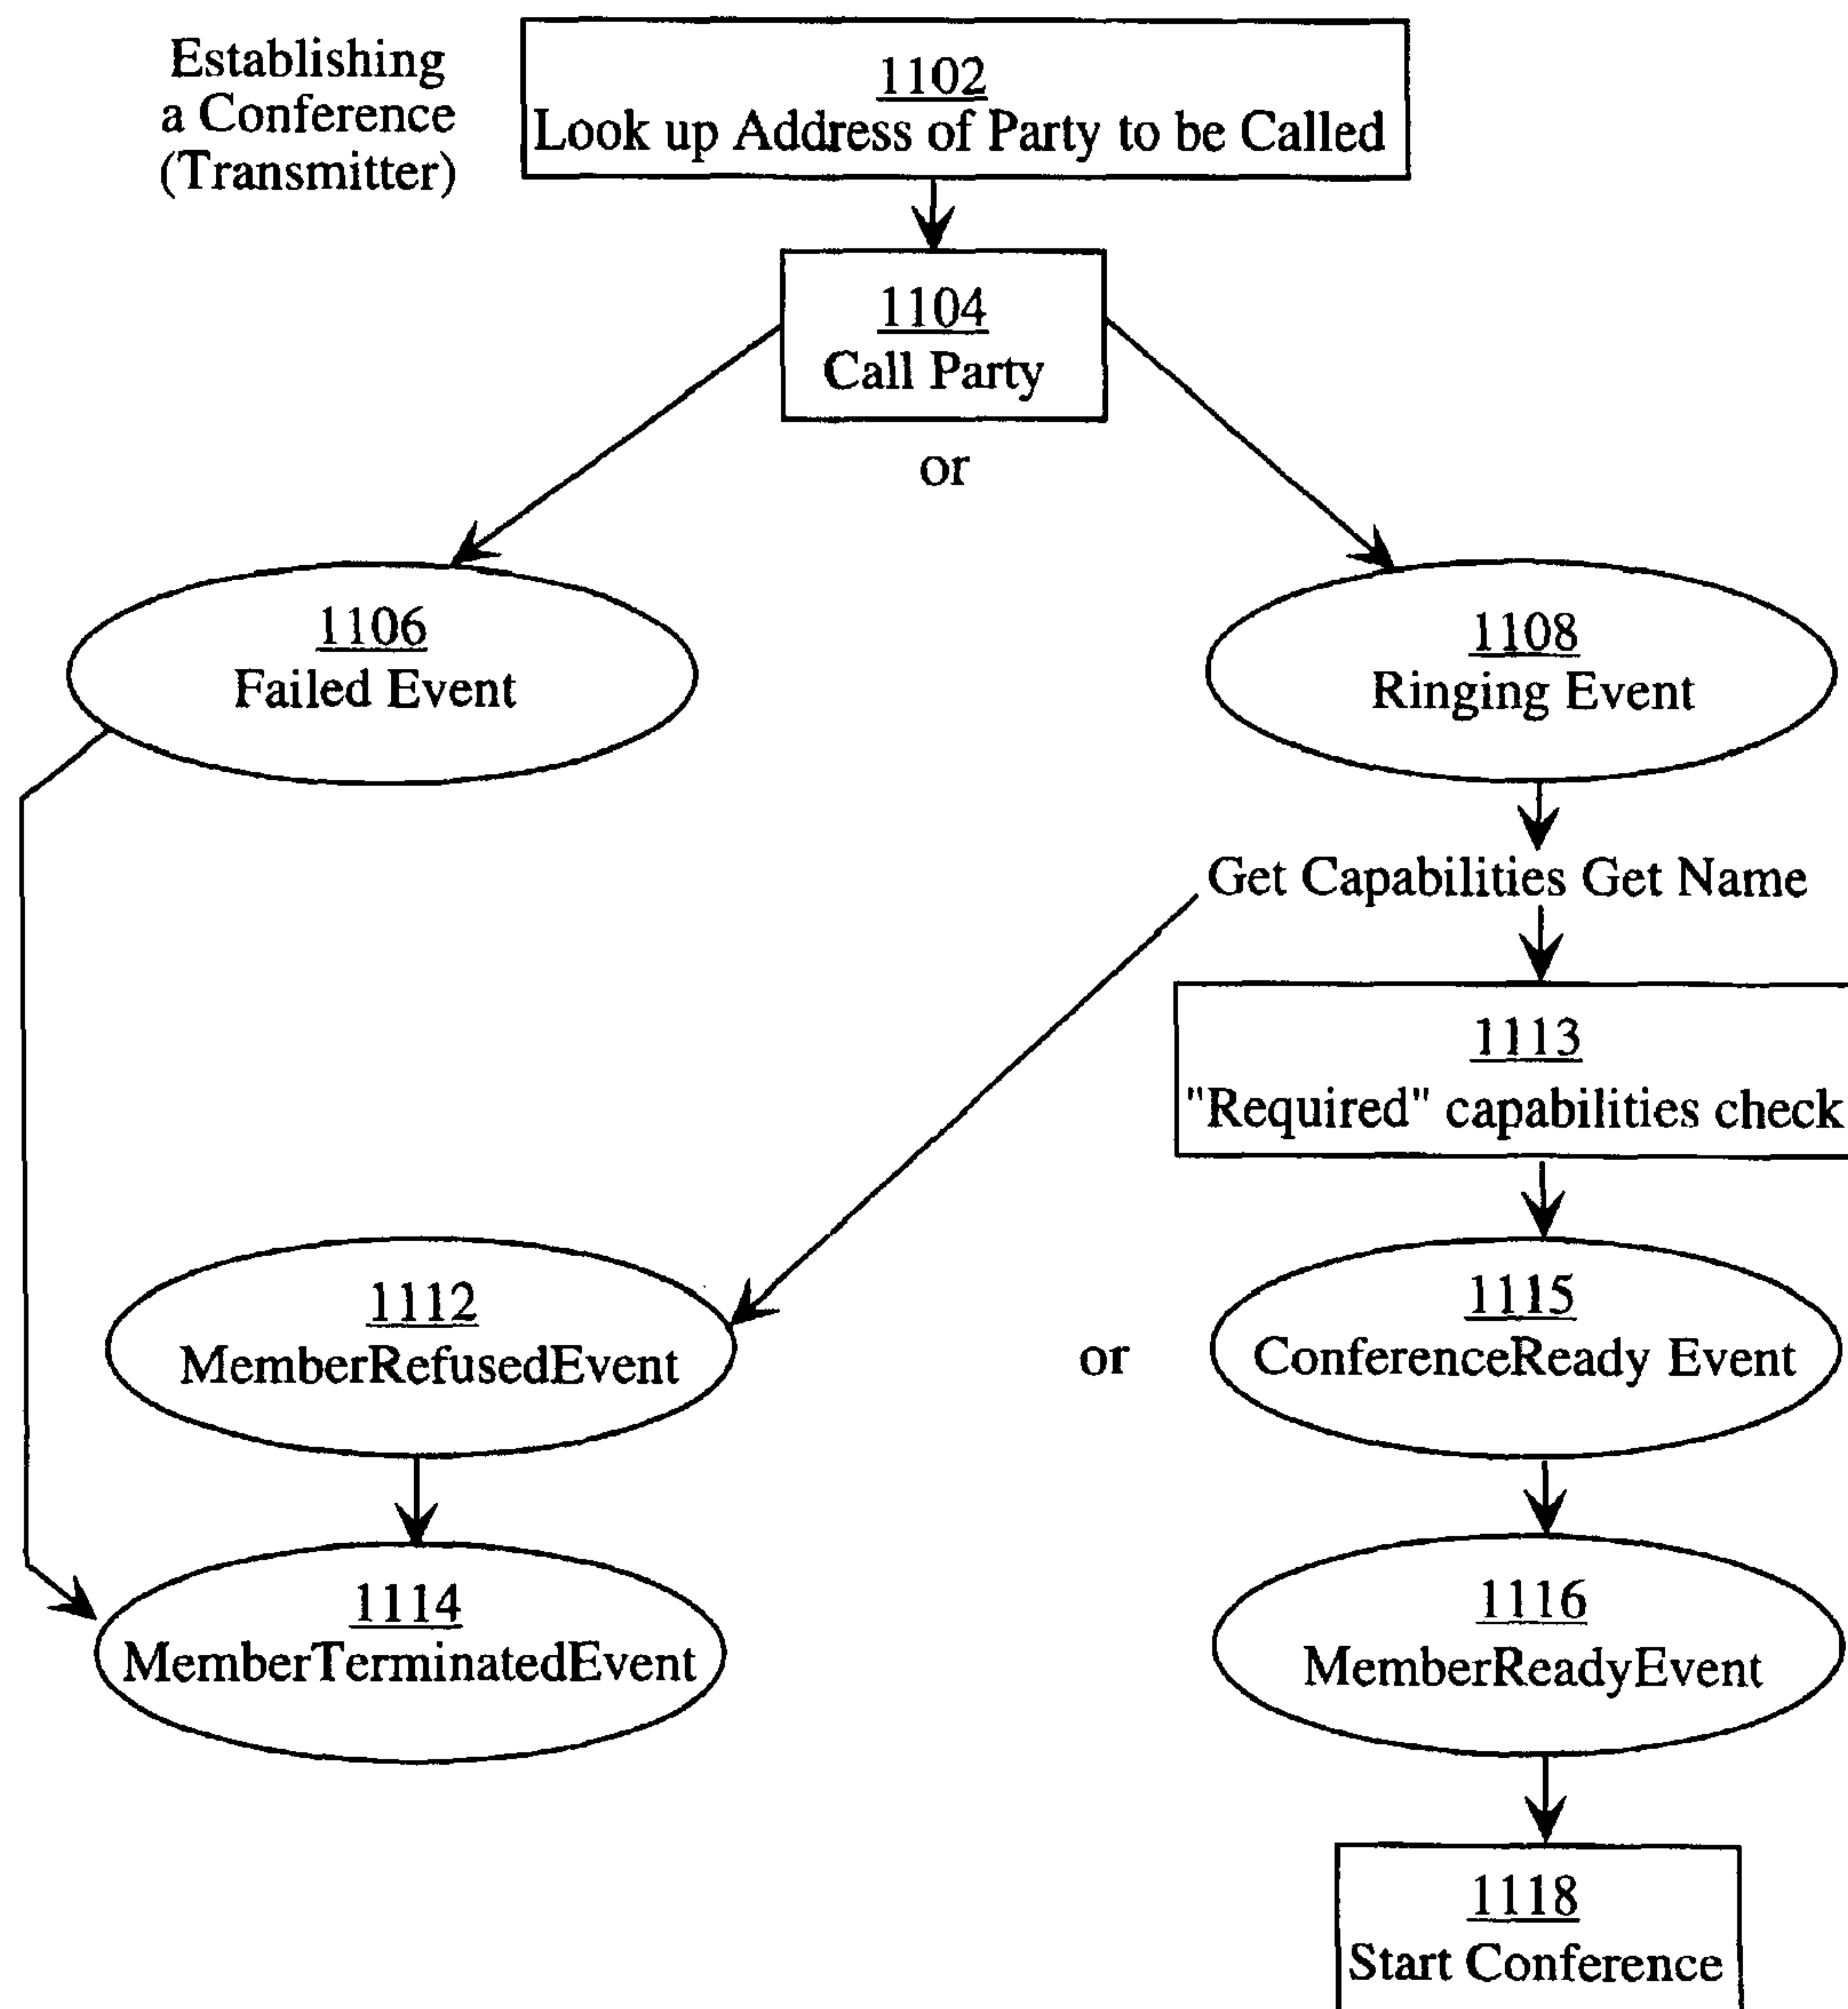 Establishing
a Conference
(Transmitter)
1102
Look up Address of Party to be Called
1104
Call Party
or
1106
Failed Event
1108
Ringing Event
Get Capabilities Get Name
1113
"Required" capabilities check
1112
MemberRefusedEvent
or
1115
ConferenceReady Event
1114
MemberTerminatedEvent
1116
MemberReadyEvent
1118
Start Conference